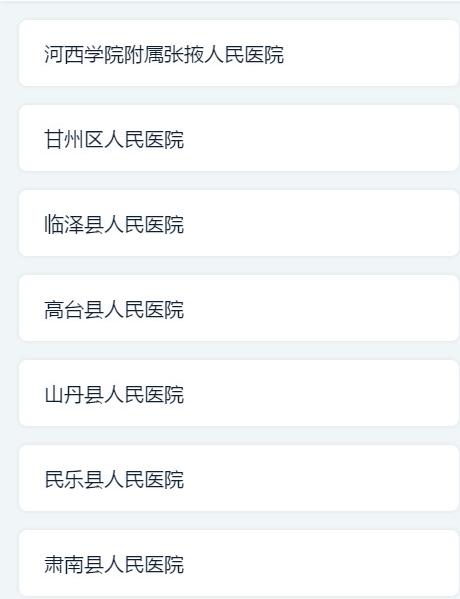 河西学院附属张掖人民医院
甘州区人民医院
临泽县人民医院
高台县人民医院
山丹县人民医院
民乐县人民医院
肃南县人民医院